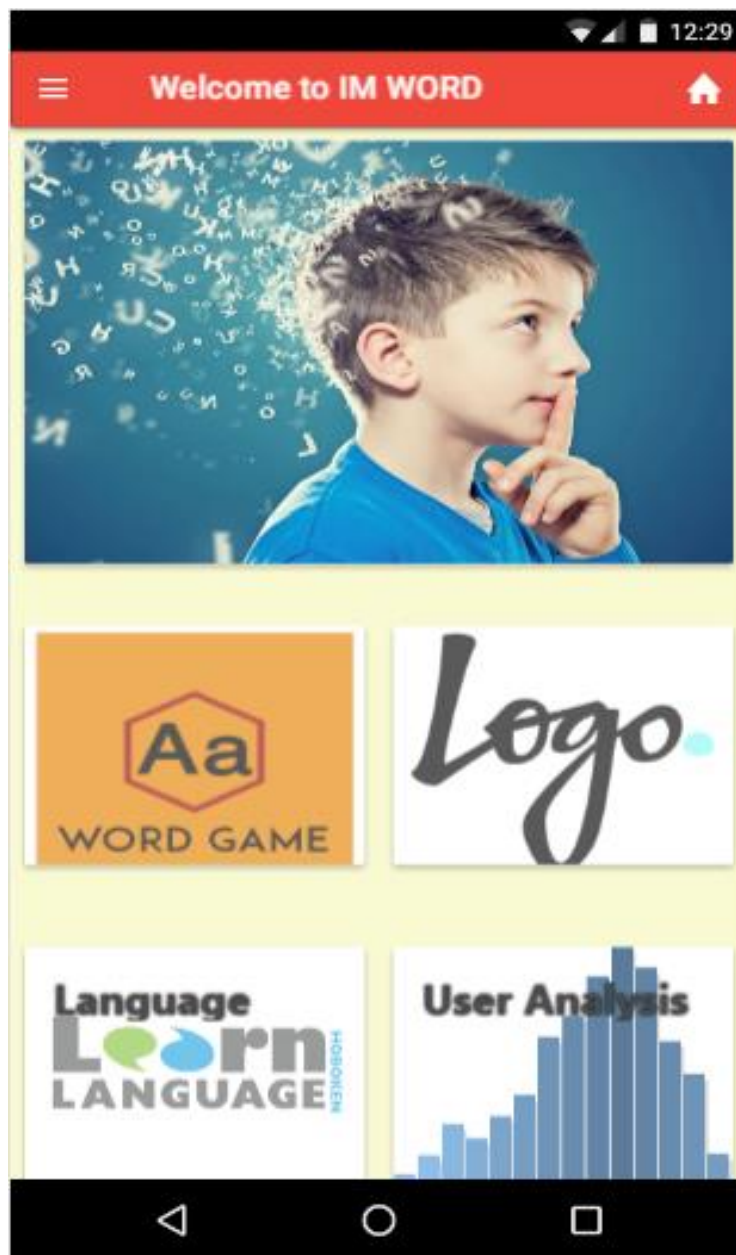 12:29
Welcome to IM WORD
Aa
WORD GAME
Logo.
Language
Learn
LANGUAGE
HOBOKEN
User Analysis